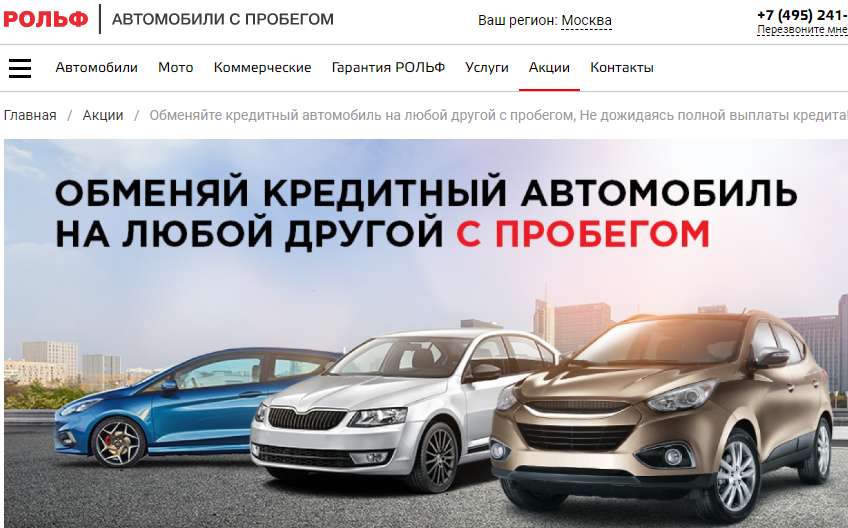 РОЛЬФ АВТОМОБИЛИ С ПРОБЕГОМ Ваш регион: Москва +7 (495) 241-
Перезвоните мне
Автомобили Мото Коммерческие Гарантия РОЛЬФ Услуги Акции Контакты
Главная / Акции / Обменяйте кредитный автомобиль на любой другой с пробегом, Не дожидаясь полной выплаты кредита!
ОБМЕНЯЙ КРЕДИТНЫЙ АВТОМОБИЛЬ
НА ЛЮБОЙ ДРУГОЙ С ПРОБЕГОМ